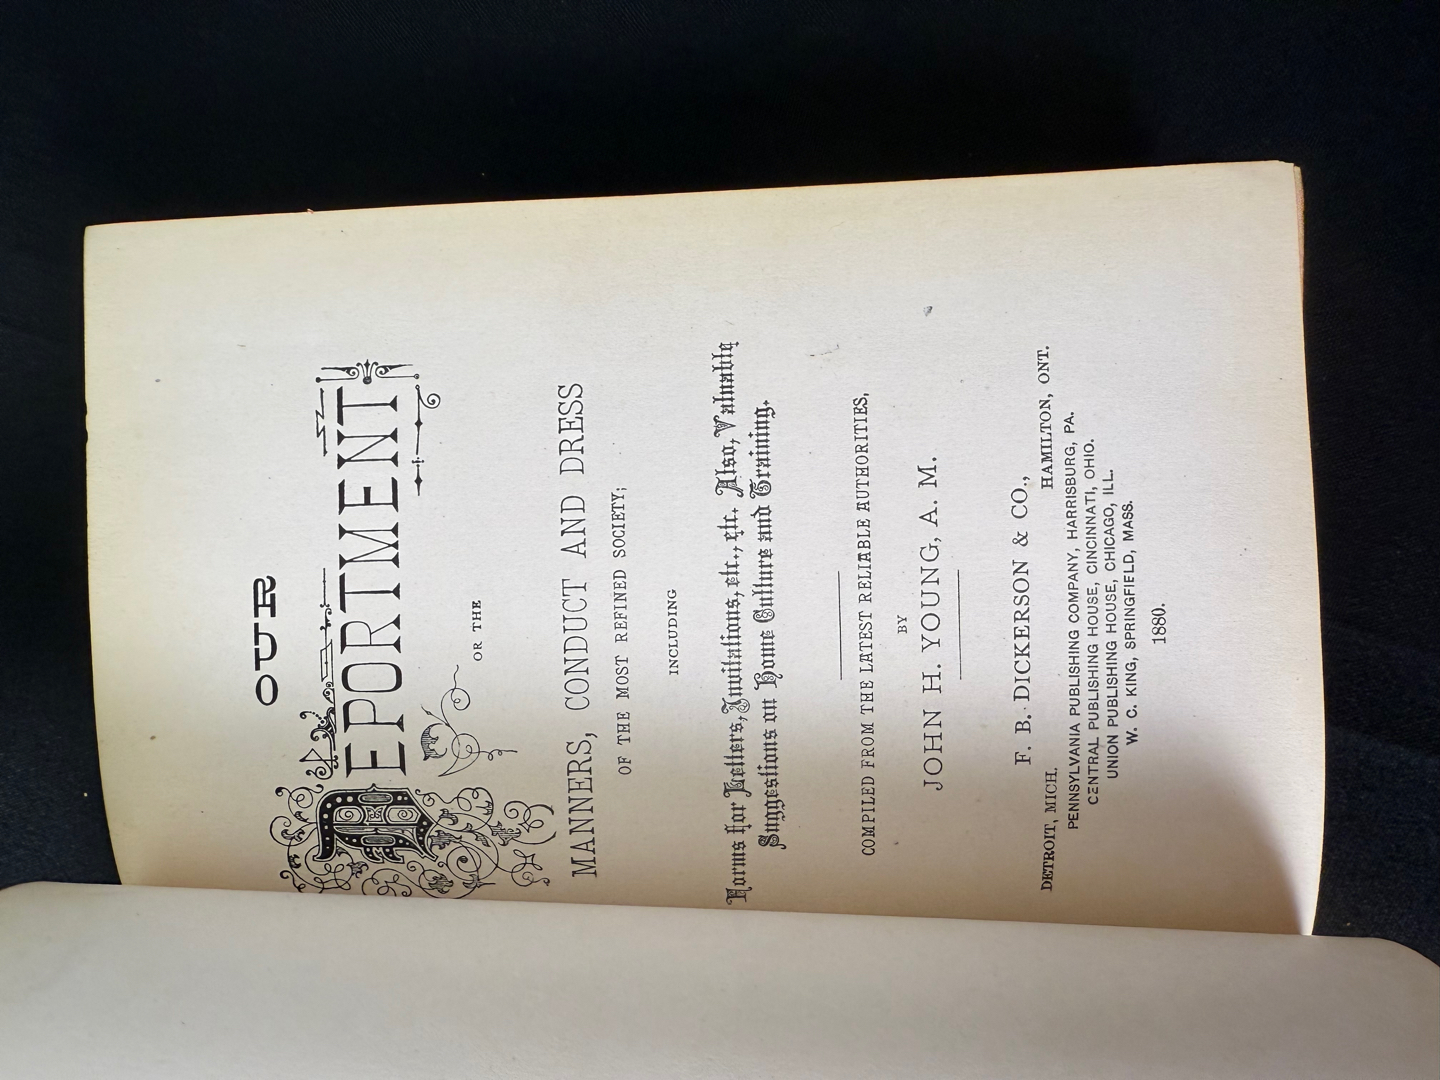 OUR
DEPORTMENT
OR THE
MANNERS, CONDUCT AND DRESS
OF THE MOST REFINED SOCIETY;
INCLUDING
Forms for Letters, Invitations, etc., etc. Also, Valuable
Suggestions on Home Culture and Training.
COMPILED FROM THE LATEST RELIABLE AUTHORITIES,
BY
JOHN H. YOUNG, A. M.
F. B. DICKERSON & CO.,
DETROIT, MICH. HAMILTON, ONT.
PENNSYLVANIA PUBLISHING COMPANY, HARRISBURG, PA.
CENTRAL PUBLISHING HOUSE, CINCINNATI, OHIO.
UNION PUBLISHING HOUSE, CHICAGO, ILL.
W. C. KING, SPRINGFIELD, MASS.
1880.